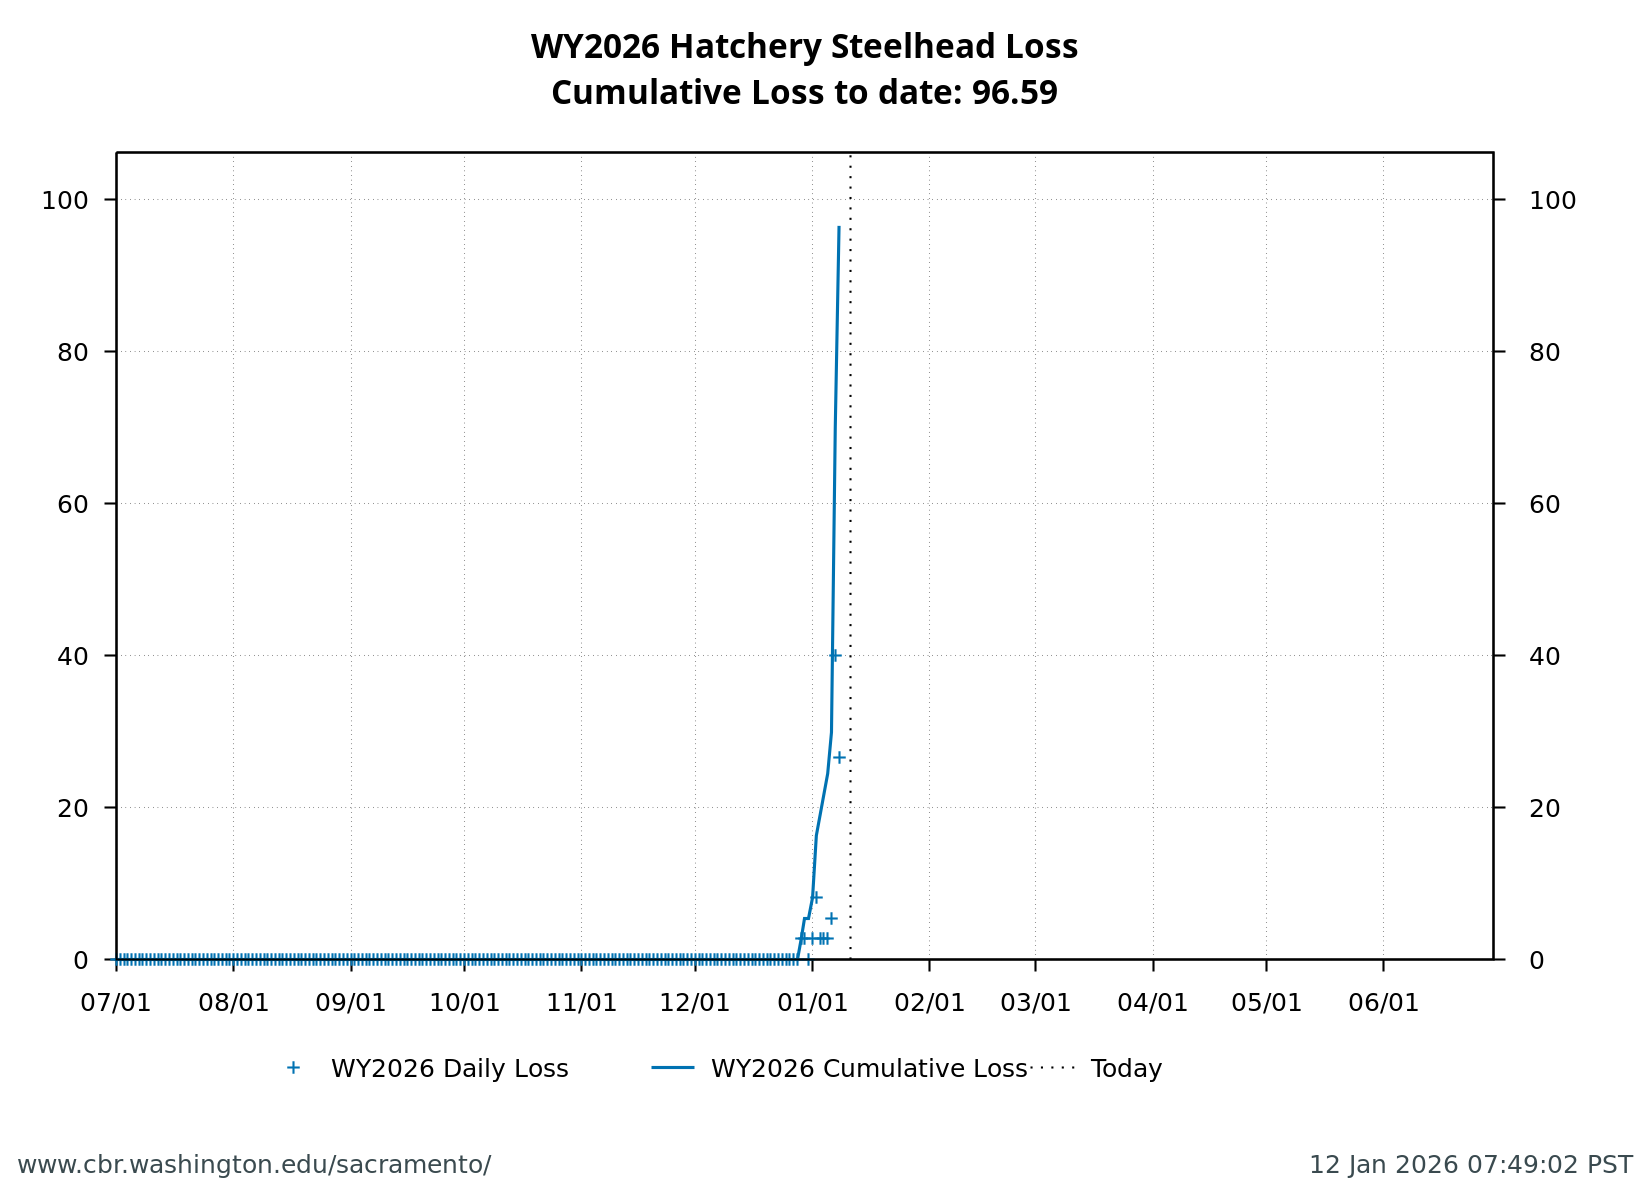 WY2026 Hatchery Steelhead Loss
Cumulative Loss to date: 96.59
100
80
60
40
20
0
100
80
60
40
20
0
07/01 08/01 09/01 10/01 11/01 12/01 01/01 02/01 03/01 04/01 05/01 06/01
WY2026 Daily Loss WY2026 Cumulative Loss Today
www.cbr.washington.edu/sacramento/ 12 Jan 2026 07:49:02 PST